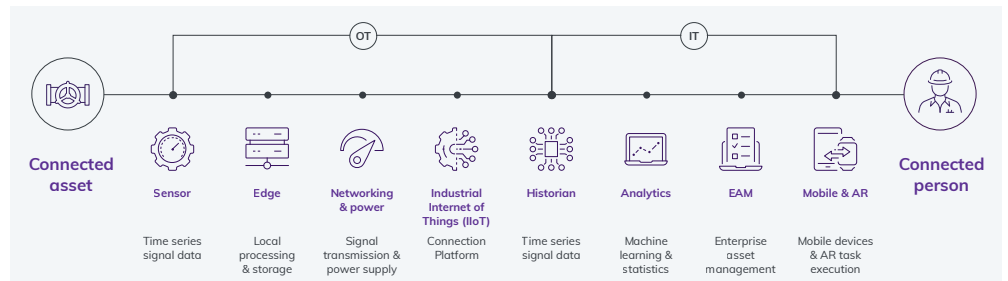 OT
IT
Connected
asset
Connected
person
Sensor
Edge
Networking
& power
Industrial
Internet of
Things (IIoT)
Historian
Analytics
EAM
Mobile & AR
Time series
signal data
Local
processing
& storage
Signal
transmission &
power supply
Connection
Platform
Time series
signal data
Machine
learning &
statistics
Enterprise
asset
management
Mobile devices
& AR task
execution